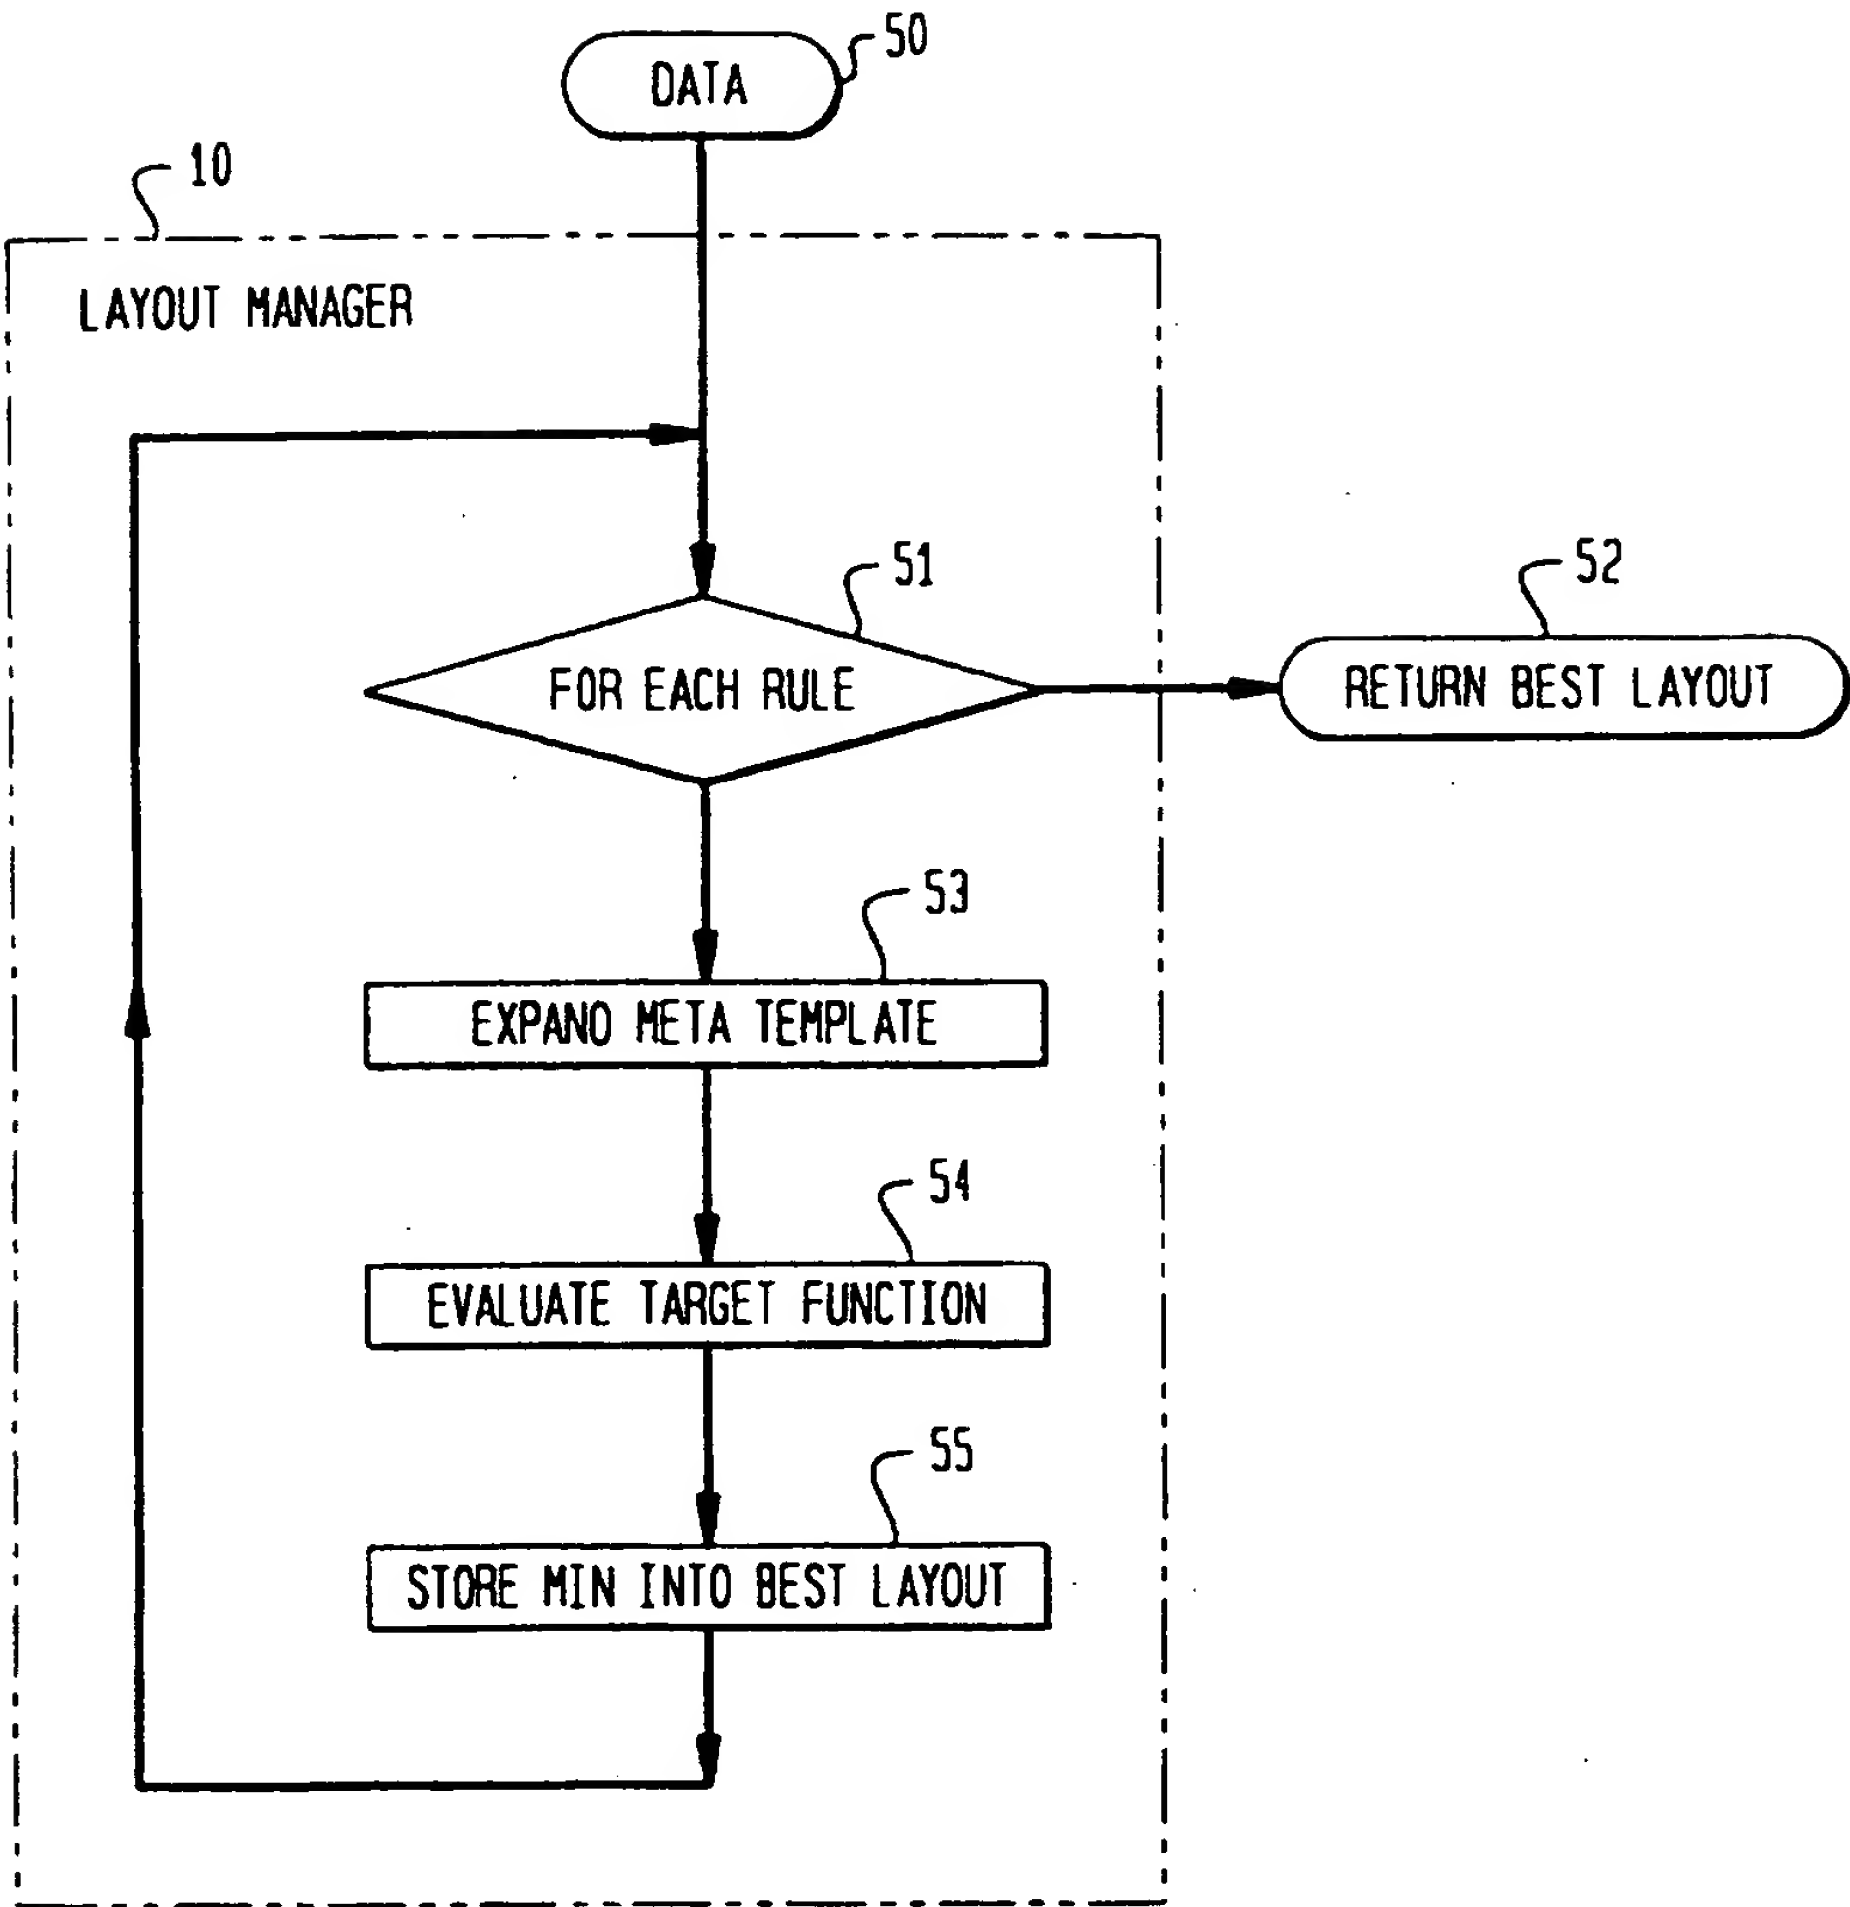 50
DATA
10
LAYOUT MANAGER
51
52
FOR EACH RULE
RETURN BEST LAYOUT
53
EXPANO META TEMPLATE
54
EVALUATE TARGET FUNCTION
55
STORE MIN INTO BEST LAYOUT